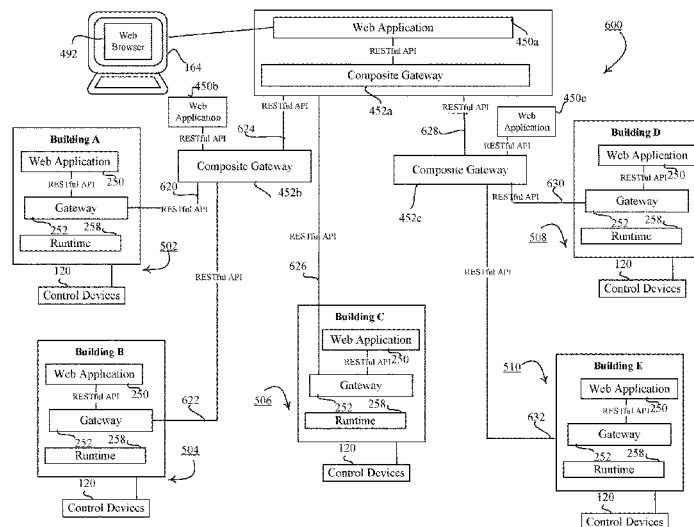 Web Browser
492
164
Web Application
450a
RESTful API
Composite Gateway
452a
600
450b
Web Application
RESTful API
RESTful API
624
RESTful API
628
RESTful API
450c
Web Application
RESTful API
Composite Gateway
452b
Composite Gateway
452c
Building A
Web Application
250
RESTful API
Gateway
252
258
Runtime
120
502
Control Devices
620
RESTful API
RESTful API
RESTful API
626
RESTful API
630
RESTful API
Building D
Web Application
250
RESTful API
Gateway
252
258
Runtime
120
508
Control Devices
Building B
Web Application
250
RESTful API
Gateway
622
252
258
Runtime
120
504
Control Devices
Building C
Web Application
250
RESTful API
Gateway
252
258
Runtime
120
506
Control Devices
Building E
510
Web Application
250
RESTful API
632
Gateway
252
258
Runtime
120
Control Devices